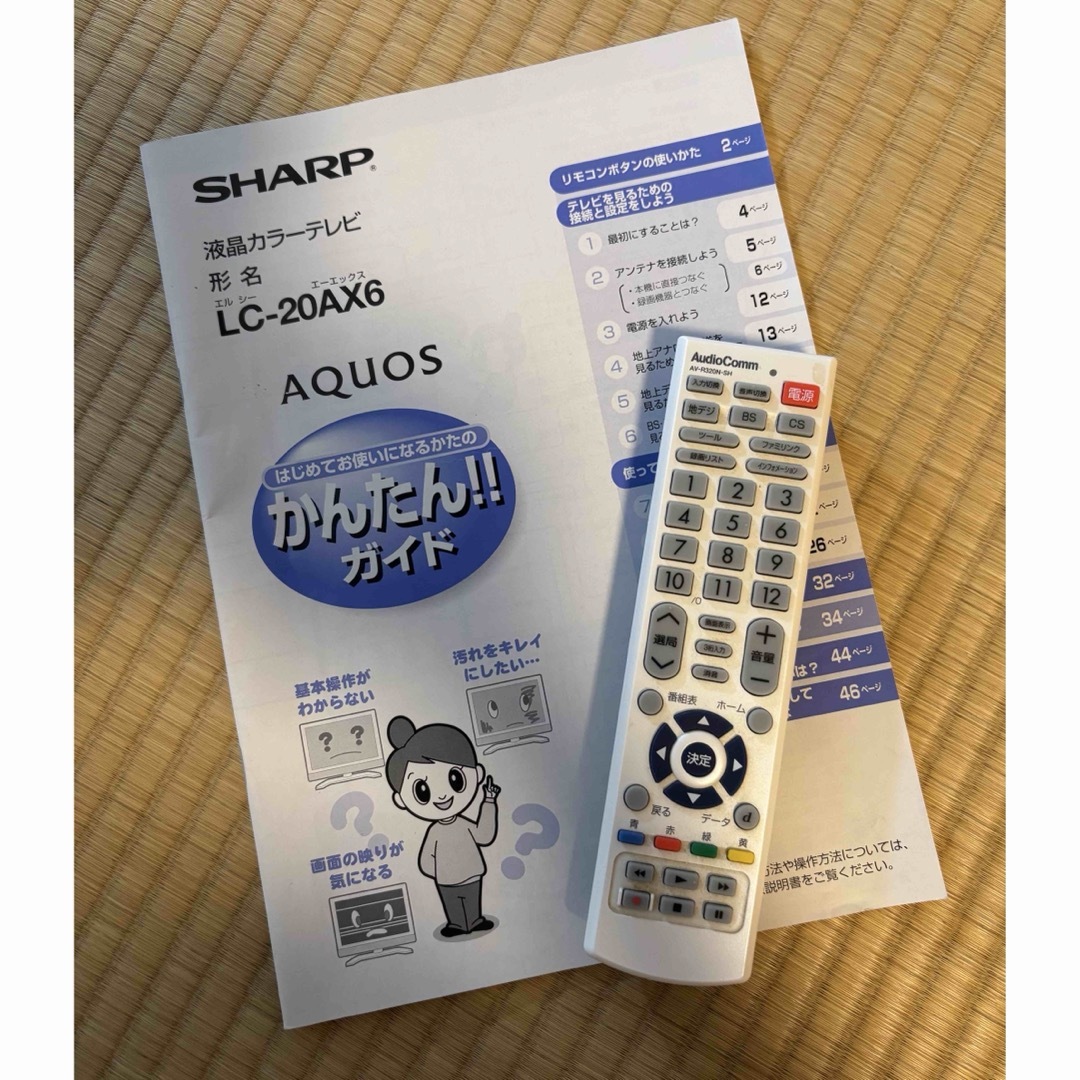 SHARP®
液晶カラーテレビ
形名
エル シー エーエックス
LC-20AX6
AQUOS
はじめてお使いになるかたの
かんたん!!
ガイド
基本操作が
わからない
汚れをキレイ
にしたい…
画面の映りが
気になる
リモコンボタンの使いかた 2ページ
テレビを見るための
接続と設定をしよう
1 最初にすることは? 4ページ
2 アンテナを接続しよう 5ページ
・本機に直接つなぐ 6ページ
・録画機器とつなぐ
12ページ
3 電源を入れよう 13ページ
4 地上アナ
見るため
5 地上デ
見るた
6 BS
見
使って
7
26ページ
32ページ
34ページ
は? 44ページ
して 46ページ
方法や操作方法については、
説明書をご覧ください。
AudioComm
AV-R320N-SH
入力切換 音声切換 電源
地デジ BS CS
ツール ファミリンク
録画リスト インフォメーション
1 2 3
4 5 6
7 8 9
10 11 12
/0
選局 画面表示 + 音量 −
3桁入力
消音
番組表 ホーム
決定
戻る データ d
青 赤 緑 黄